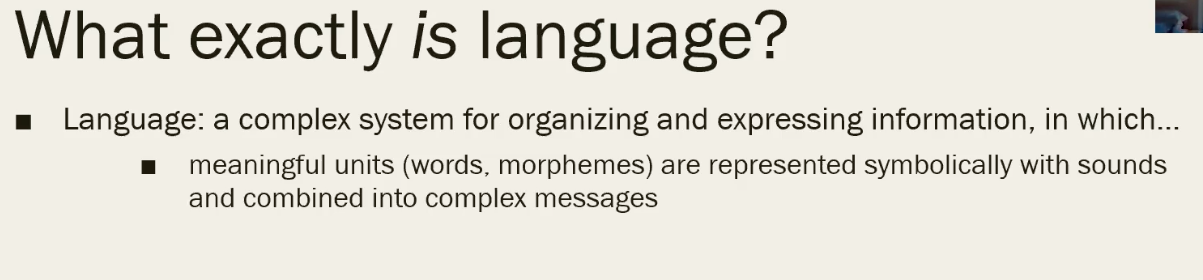 What exactly is language?
▪ Language: a complex system for organizing and expressing information, in which...
▪ meaningful units (words, morphemes) are represented symbolically with sounds
and combined into complex messages